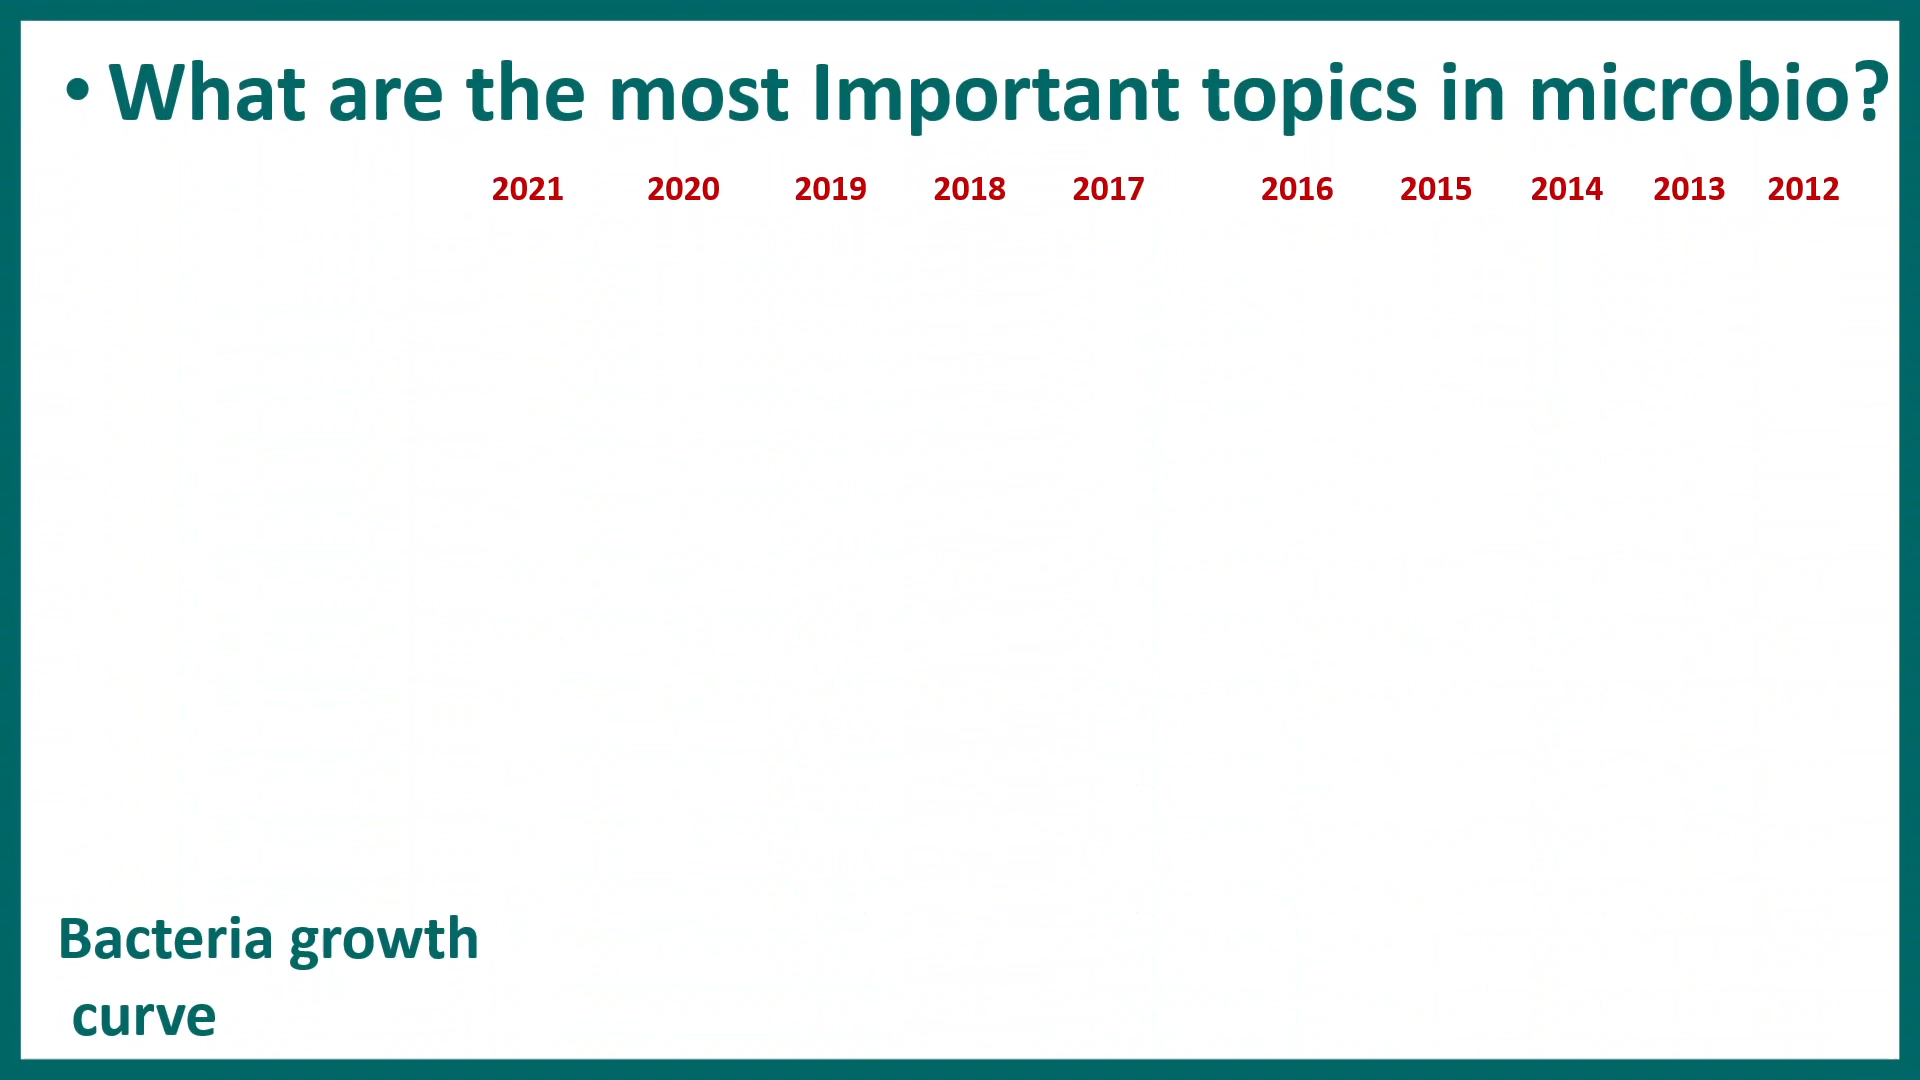 • What are the most Important topics in microbio?
2021 2020 2019 2018 2017 2016 2015 2014 2013 2012
Bacteria growth
curve